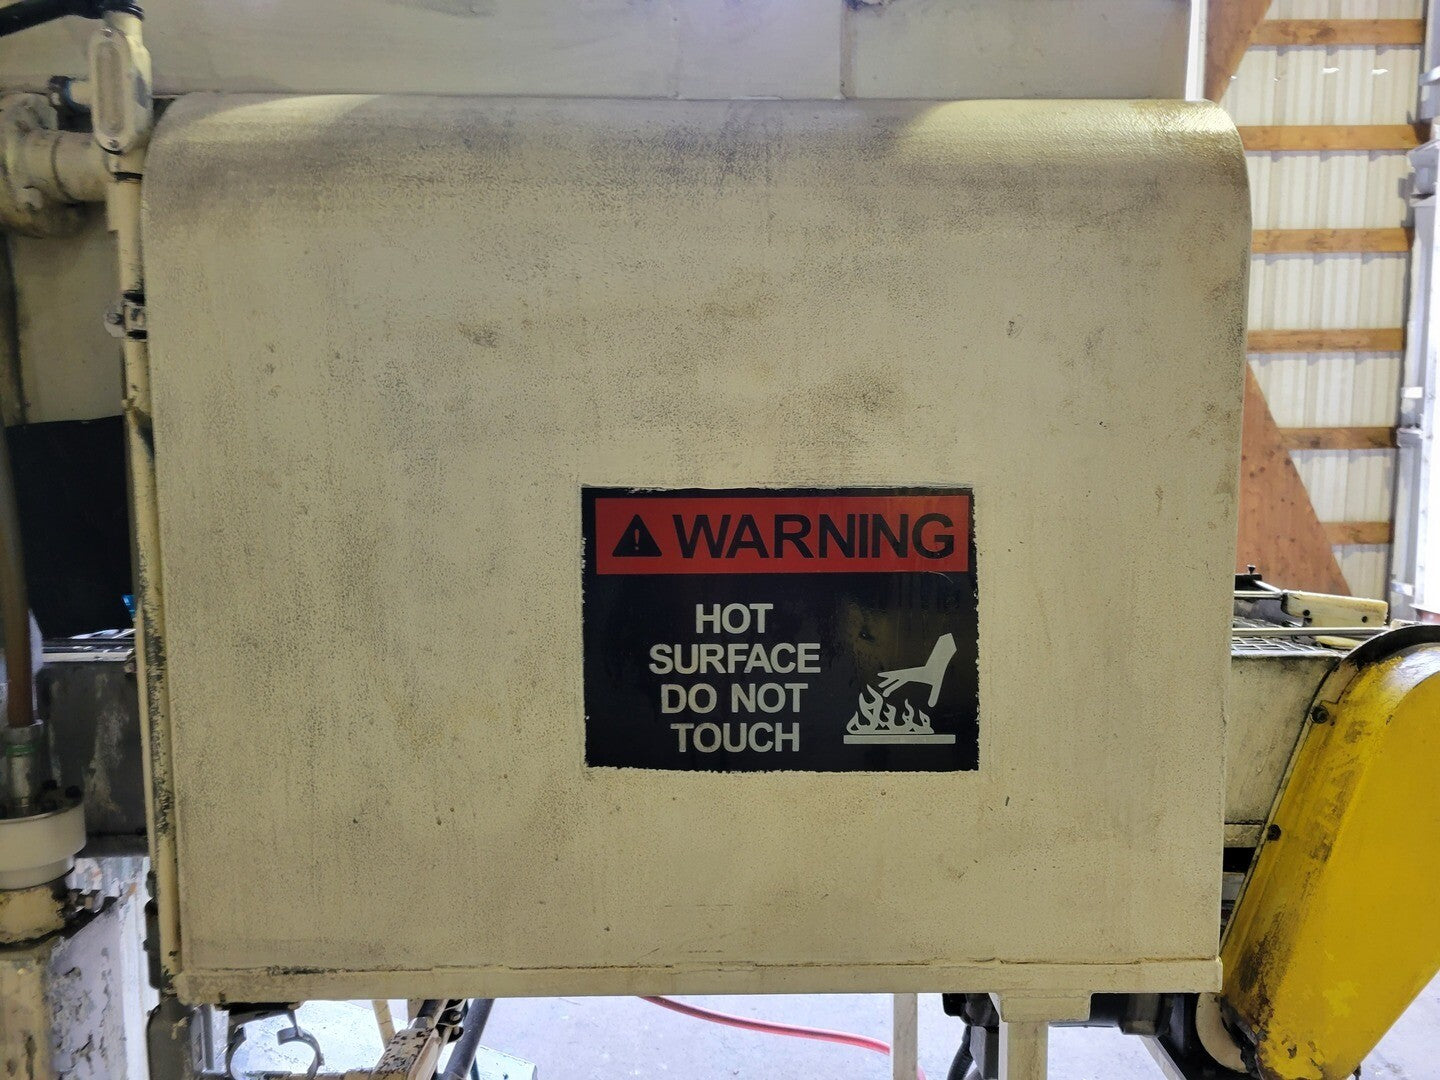 WARNING
HOT
SURFACE
DO NOT
TOUCH